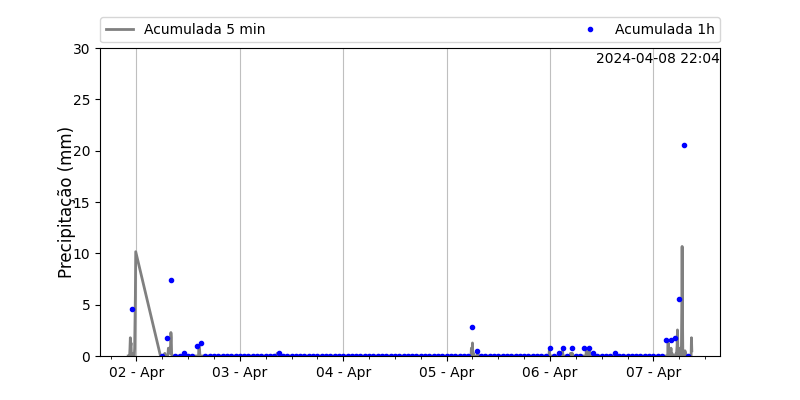 Acumulada 5 min
Acumulada 1h
2024-04-08 22:04
Precipitação (mm)
30
25
20
15
10
5
0
02 - Apr
03 - Apr
04 - Apr
05 - Apr
06 - Apr
07 - Apr